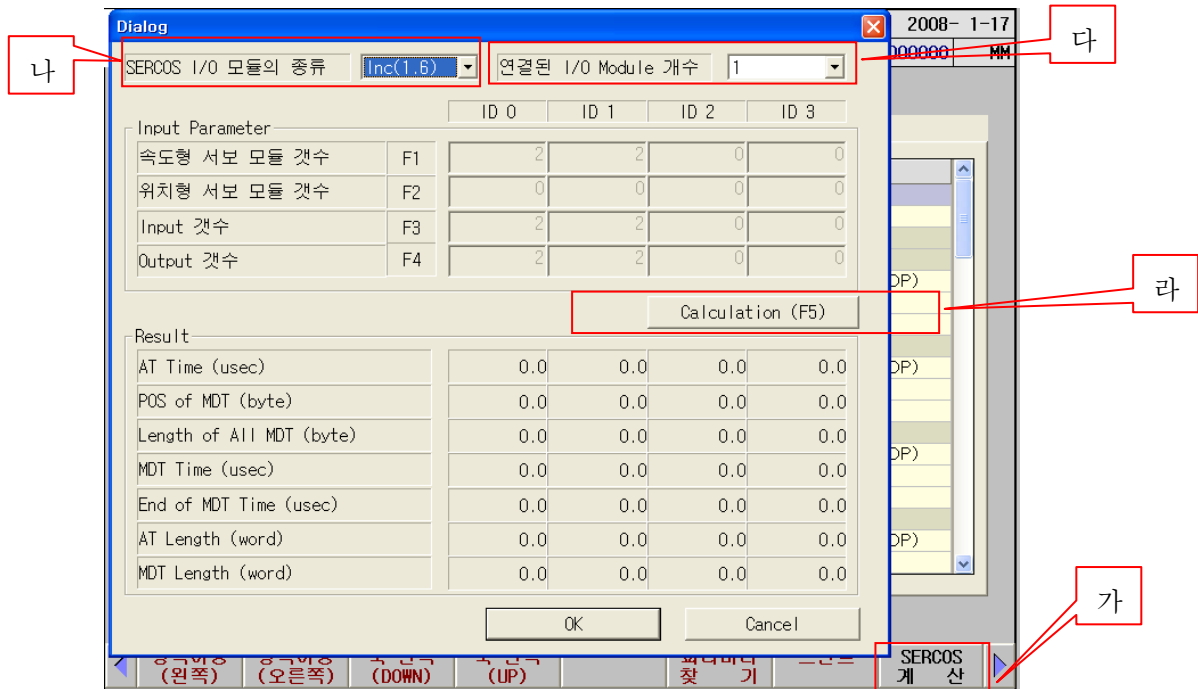 Dialog
2008- 1-17
다
나
SERCOS I/O 모듈의 종류 Inc(1.6)
연결된 I/O Module 개수 1
000000 MM
ID 0 ID 1 ID 2 ID 3
Input Parameter
속도형 서보 모듈 갯수 F1 2 2 0 0
위치형 서보 모듈 갯수 F2 0 0 0 0
Input 갯수 F3 2 2 0 0
Output 갯수 F4 2 2 0 0
DP)
라
Calculation (F5)
Result
AT Time (usec) 0.0 0.0 0.0 0.0
DP)
POS of MDT (byte) 0.0 0.0 0.0 0.0
Length of All MDT (byte) 0.0 0.0 0.0 0.0
DP)
MDT Time (usec) 0.0 0.0 0.0 0.0
End of MDT Time (usec) 0.0 0.0 0.0 0.0
AT Length (word) 0.0 0.0 0.0 0.0
DP)
MDT Length (word) 0.0 0.0 0.0 0.0
가
OK
Cancel
(왼쪽)
(오른쪽)
(DOWN)
(UP)
찾 기
SERCOS
계 산